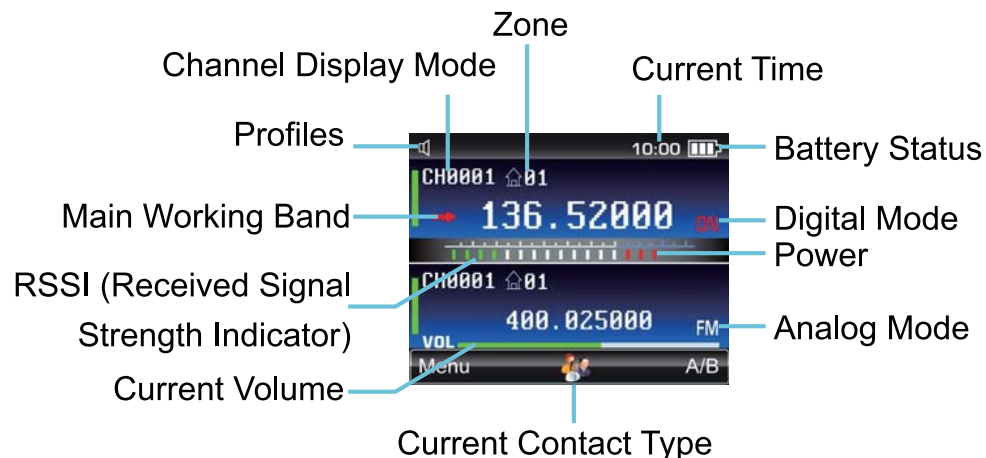 Zone
Channel Display Mode
Current Time
Profiles
10:00
Battery Status
CH0001 01
Main Working Band
136.52000
DN
Digital Mode
Power
RSSI (Received Signal
Strength Indicator)
CH0001 01
400.025000
FM
Analog Mode
VOL
Current Volume
Menu
A/B
Current Contact Type